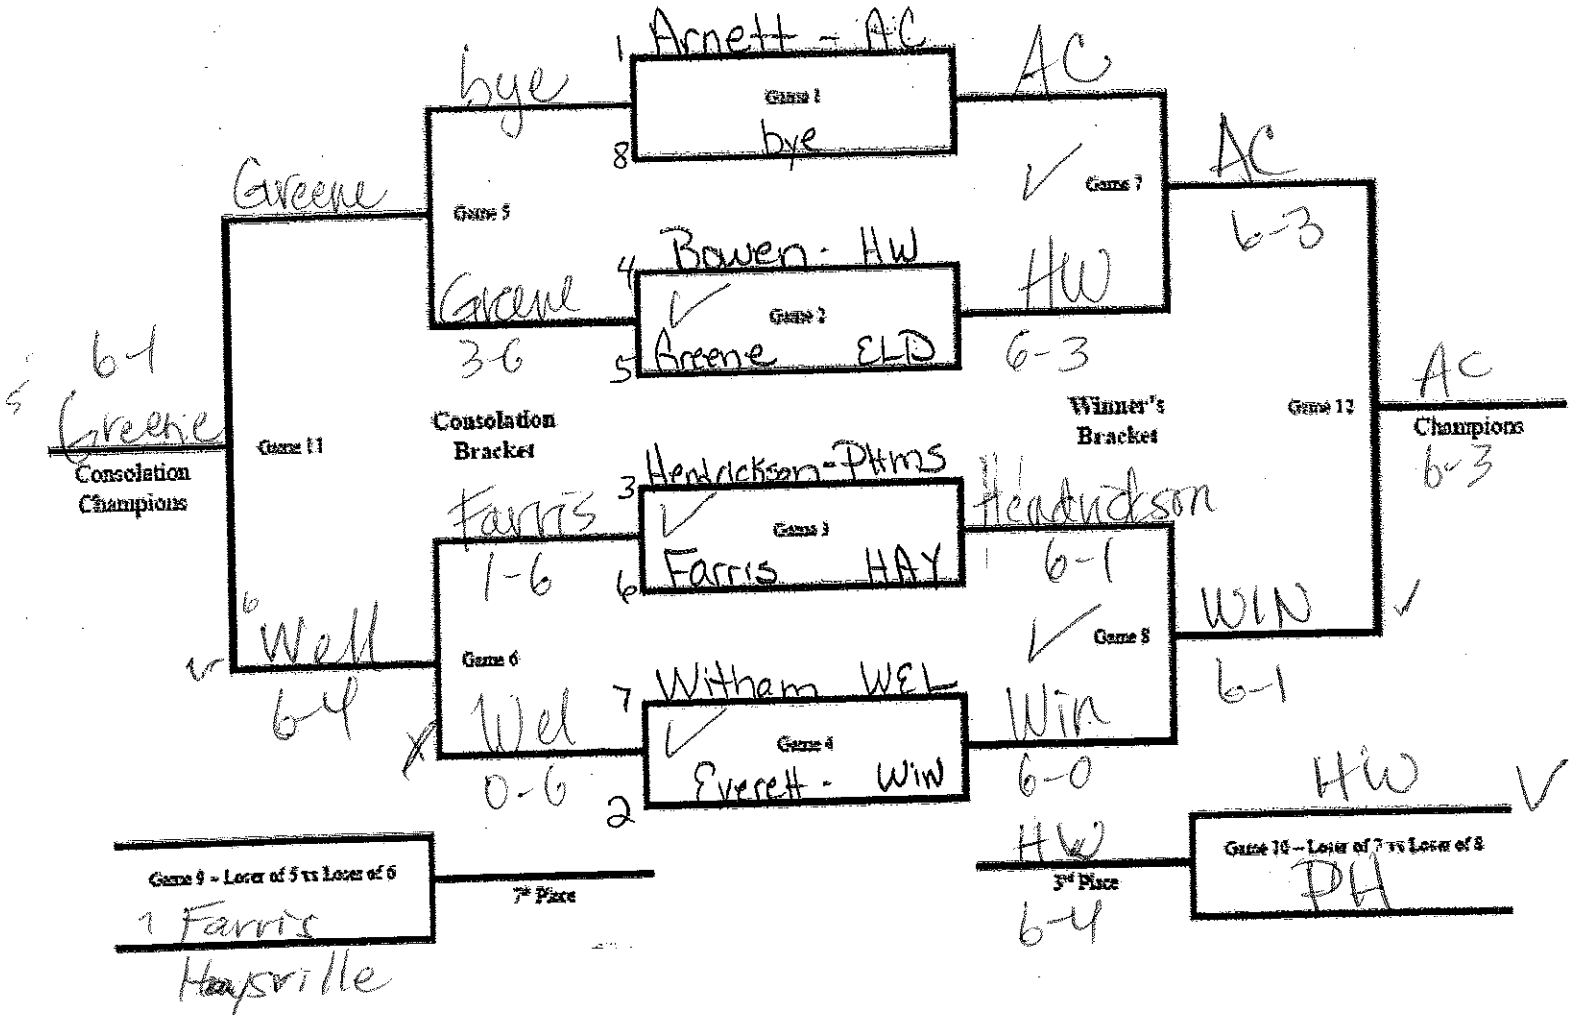 1 Arnett - AC
bye
Game 1
AC
8 bye
Greene
Game 5
Game 7
AC
6-3
4 Bowen - HW
Greene
3-6
Game 2
HW
6-3
5 Greene ELD
6-1
5
Greene
Consolation
Champions
Game 11
Consolation
Bracket
Winner's
Bracket
Game 12
AC
Champions
6-3
3 Hendrickson-PHMS
Farris
1-6
Game 3
Hendrickson
6-1
6 Farris HAY
6
Well
6-4
Game 6
Game 8
WIN
6-1
7 Witham WEL
Wel
0-6
Game 4
Win
6-0
2 Everett - WIN
Game 9 - Loser of 5 vs Loser of 6
7th Place
Farris
Haysville
HW
3rd Place
6-4
HW
Game 10 - Loser of 7 vs Loser of 8
PH